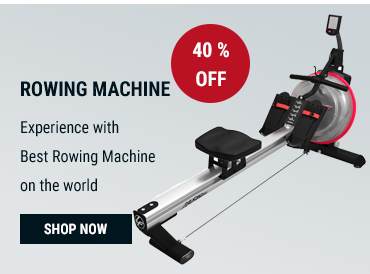 40 %
OFF
ROWING MACHINE
Experience with
Best Rowing Machine
on the world
SHOP NOW